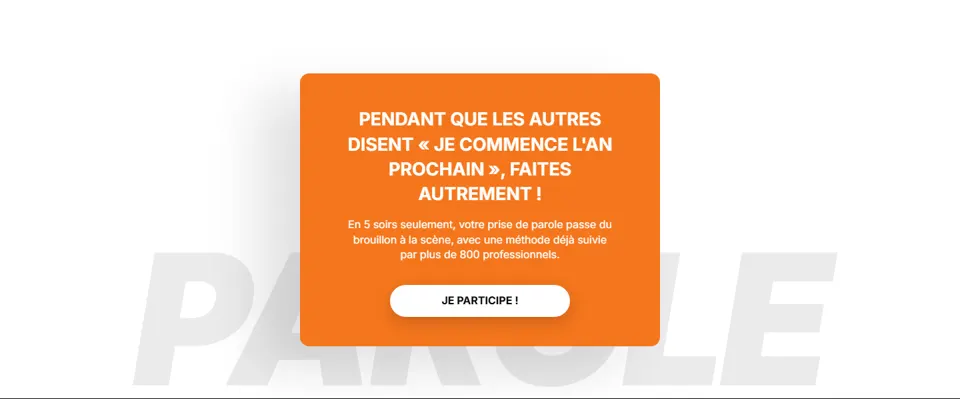 PENDANT QUE LES AUTRES
DISENT « JE COMMENCE L'AN
PROCHAIN », FAITES
AUTREMENT !
En 5 soirs seulement, votre prise de parole passe du
brouillon à la scène, avec une méthode déjà suivie
par plus de 800 professionnels.
JE PARTICIPE !
PAROLE